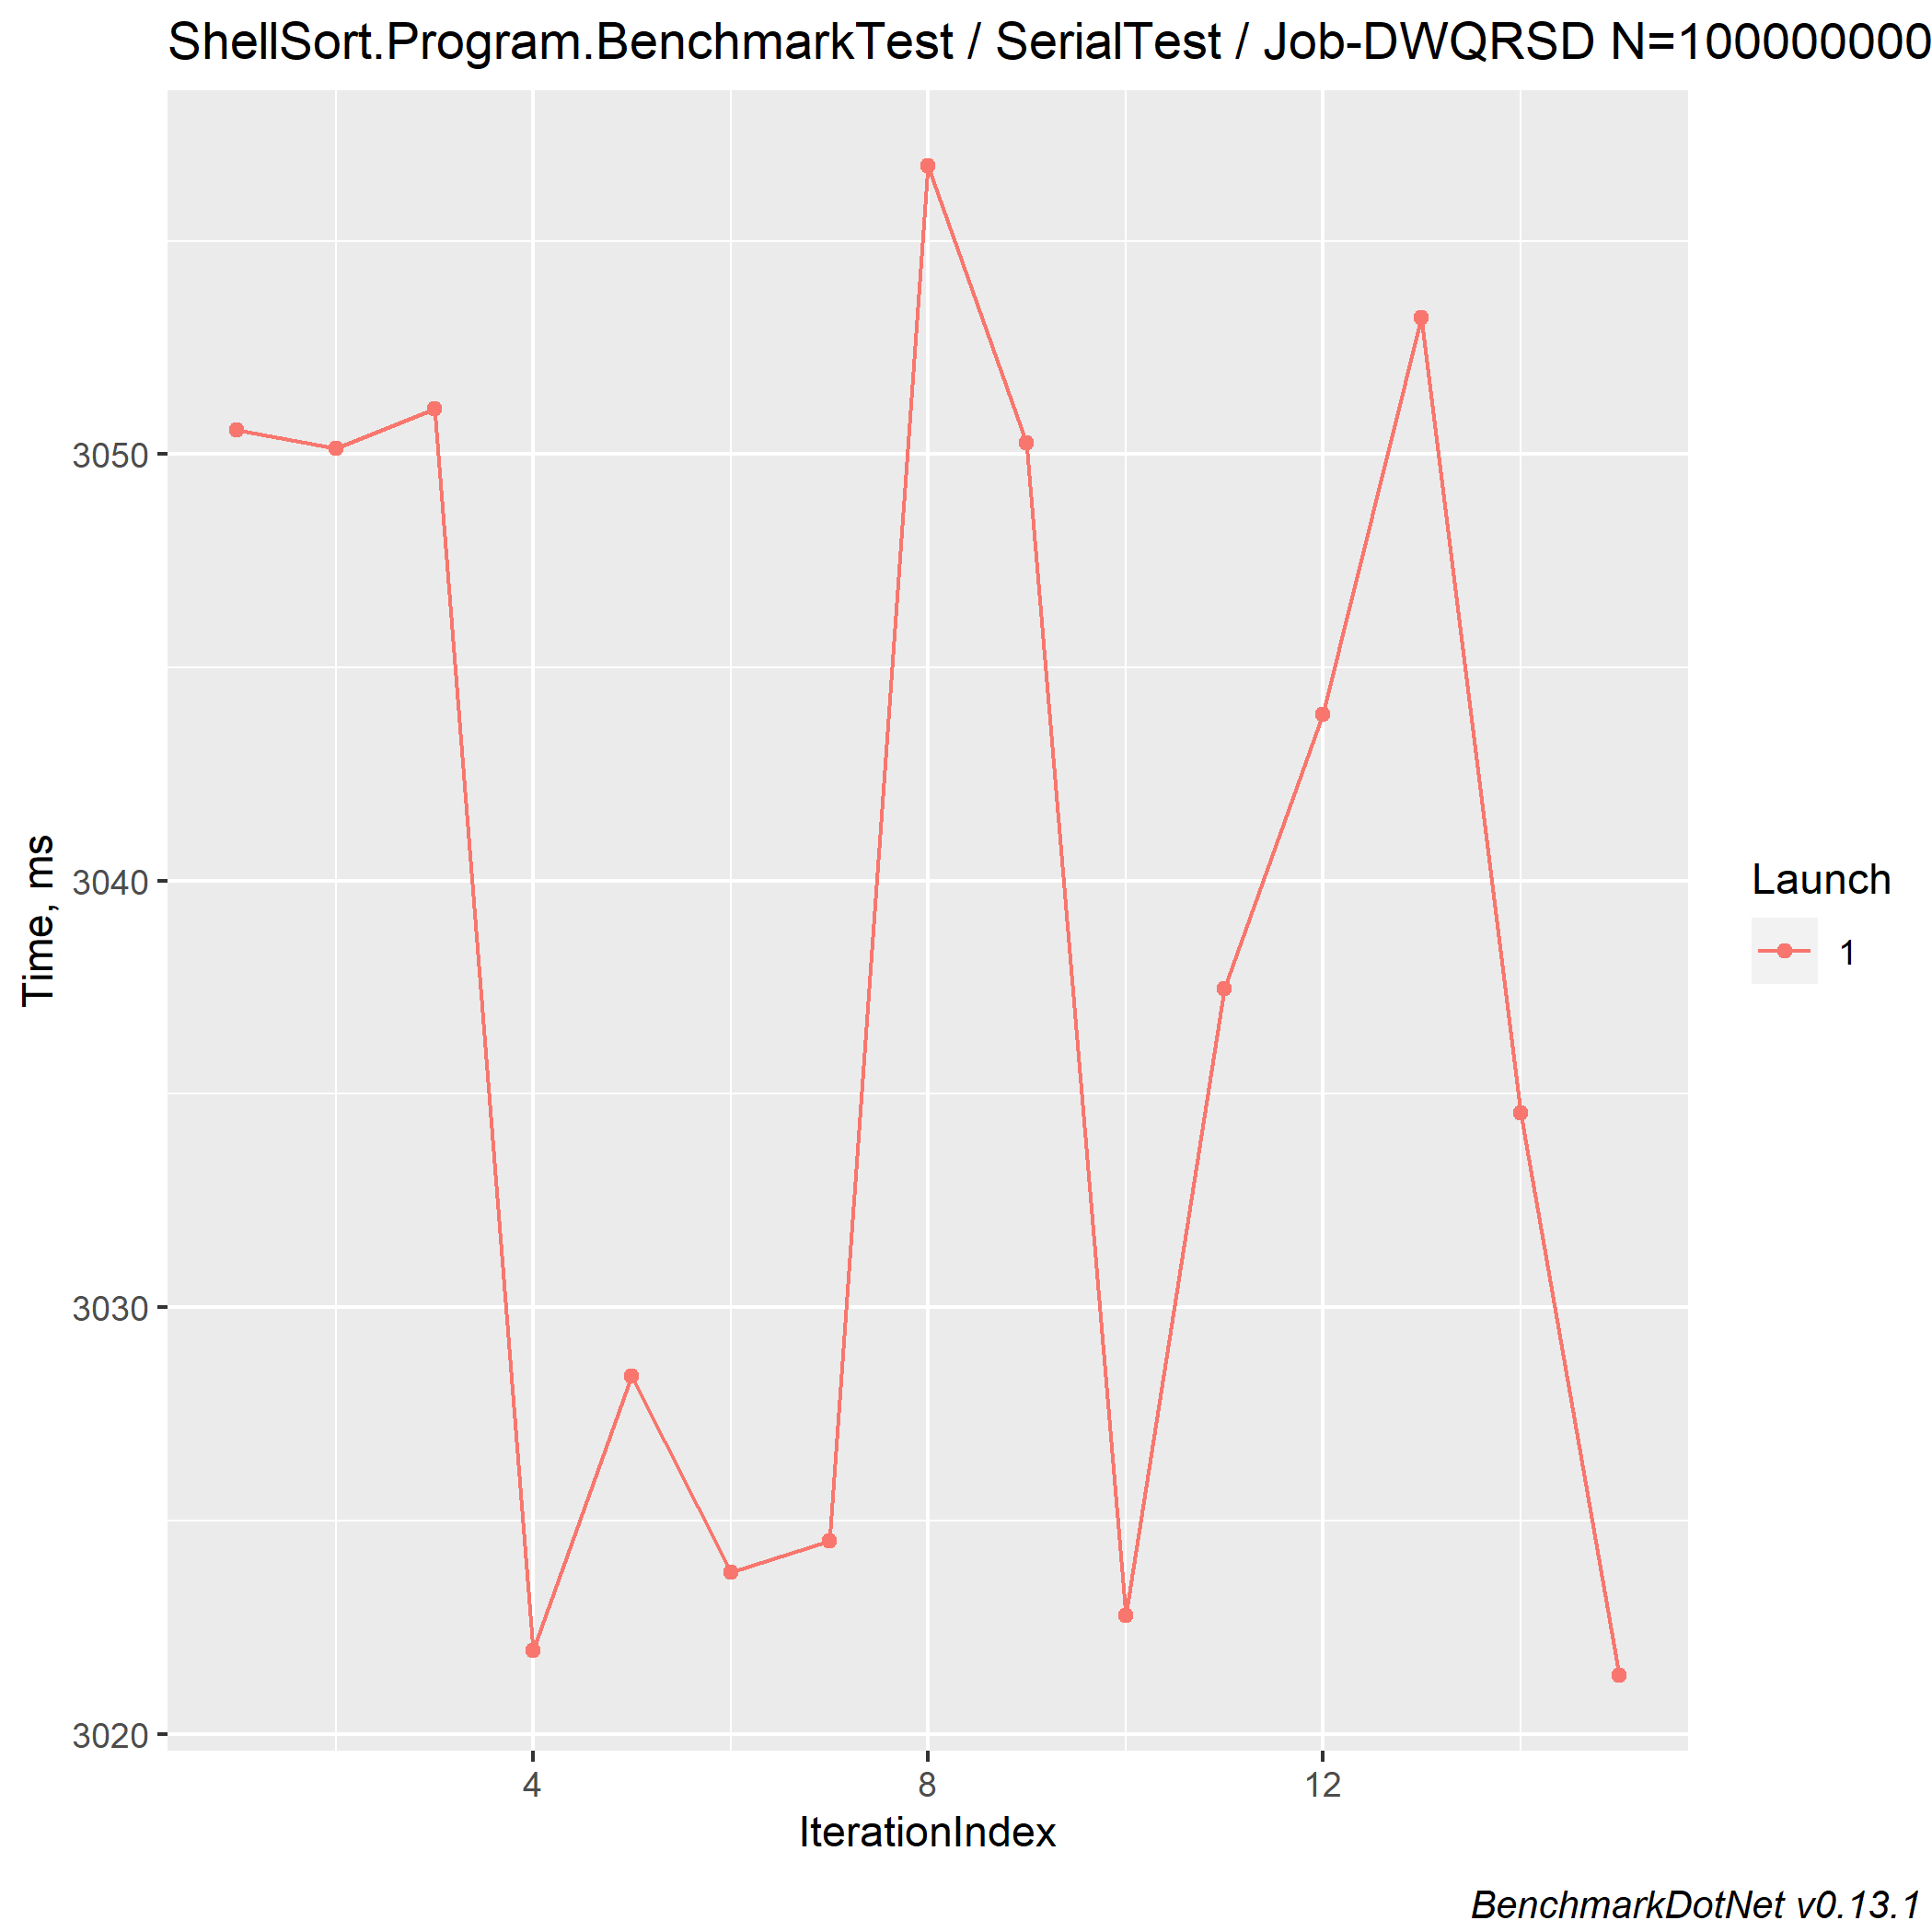 ShellSort.Program.BenchmarkTest / SerialTest / Job-DWQRSD N=100000000
Time, ms
3050
3040
3030
3020
4
8
12
IterationIndex
Launch
1
BenchmarkDotNet v0.13.1